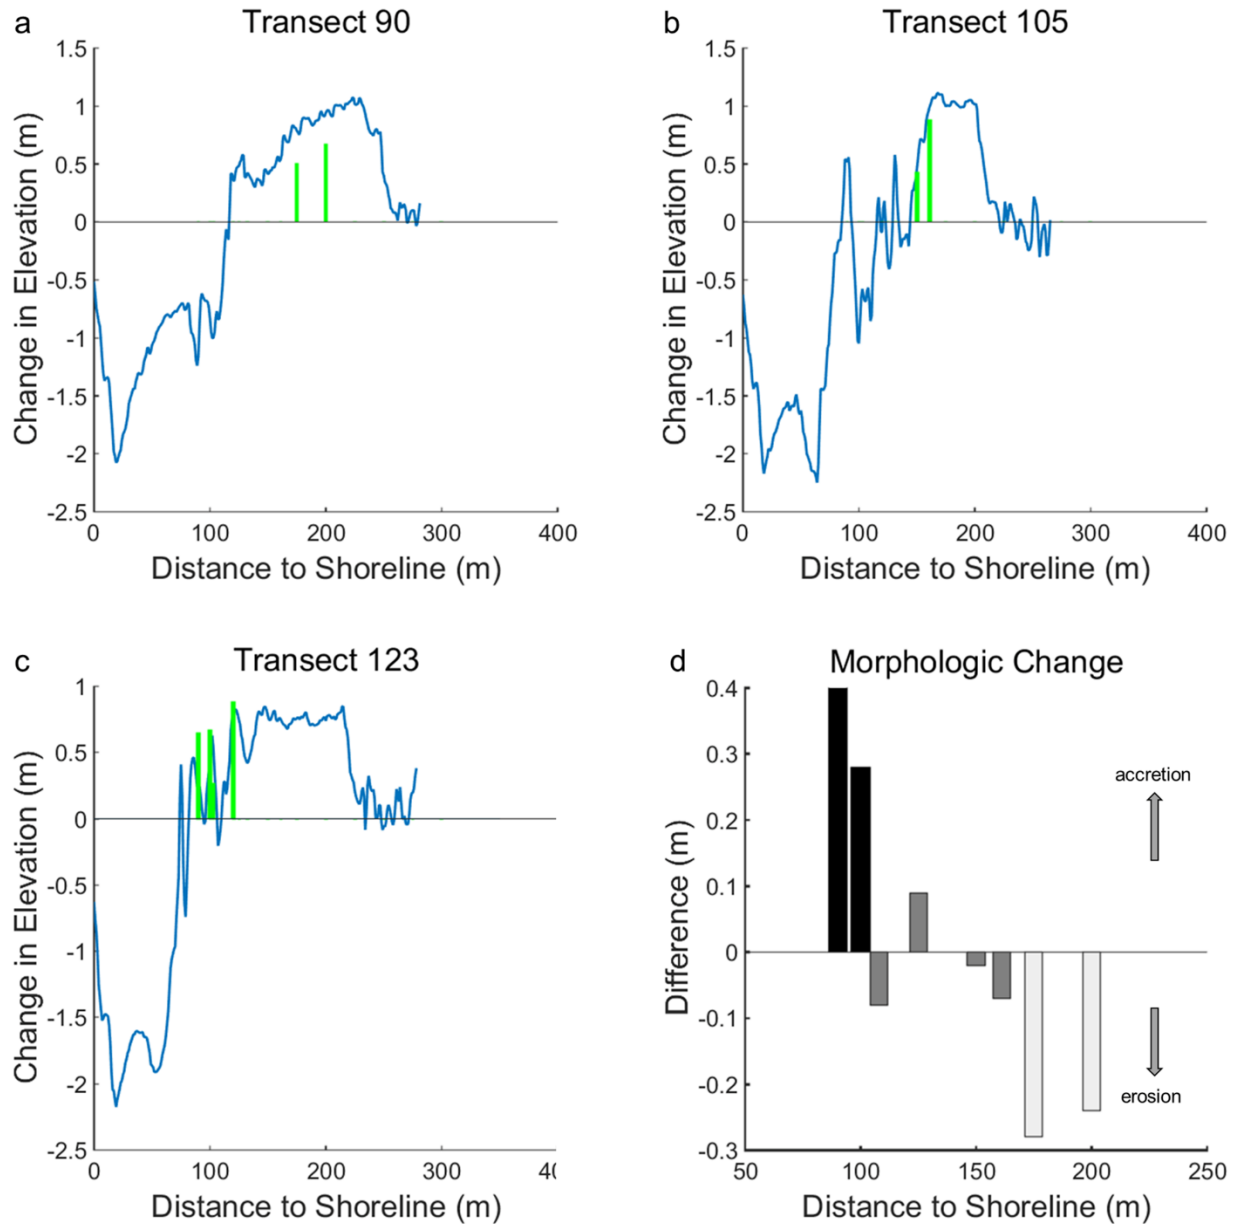 a
Transect 90
1.5
1
0.5
0
-0.5
-1
-1.5
-2
-2.5
Change in Elevation (m)
0 100 200 300 400
Distance to Shoreline (m)
b
Transect 105
1.5
1
0.5
0
-0.5
-1
-1.5
-2
-2.5
Change in Elevation (m)
0 100 200 300 400
Distance to Shoreline (m)
c
Transect 123
1
0.5
0
-0.5
-1
-1.5
-2
-2.5
Change in Elevation (m)
0 100 200 300 40
Distance to Shoreline (m)
d
Morphologic Change
0.4
0.3
0.2
0.1
0
-0.1
-0.2
-0.3
Difference (m)
accretion
erosion
50 100 150 200 250
Distance to Shoreline (m)